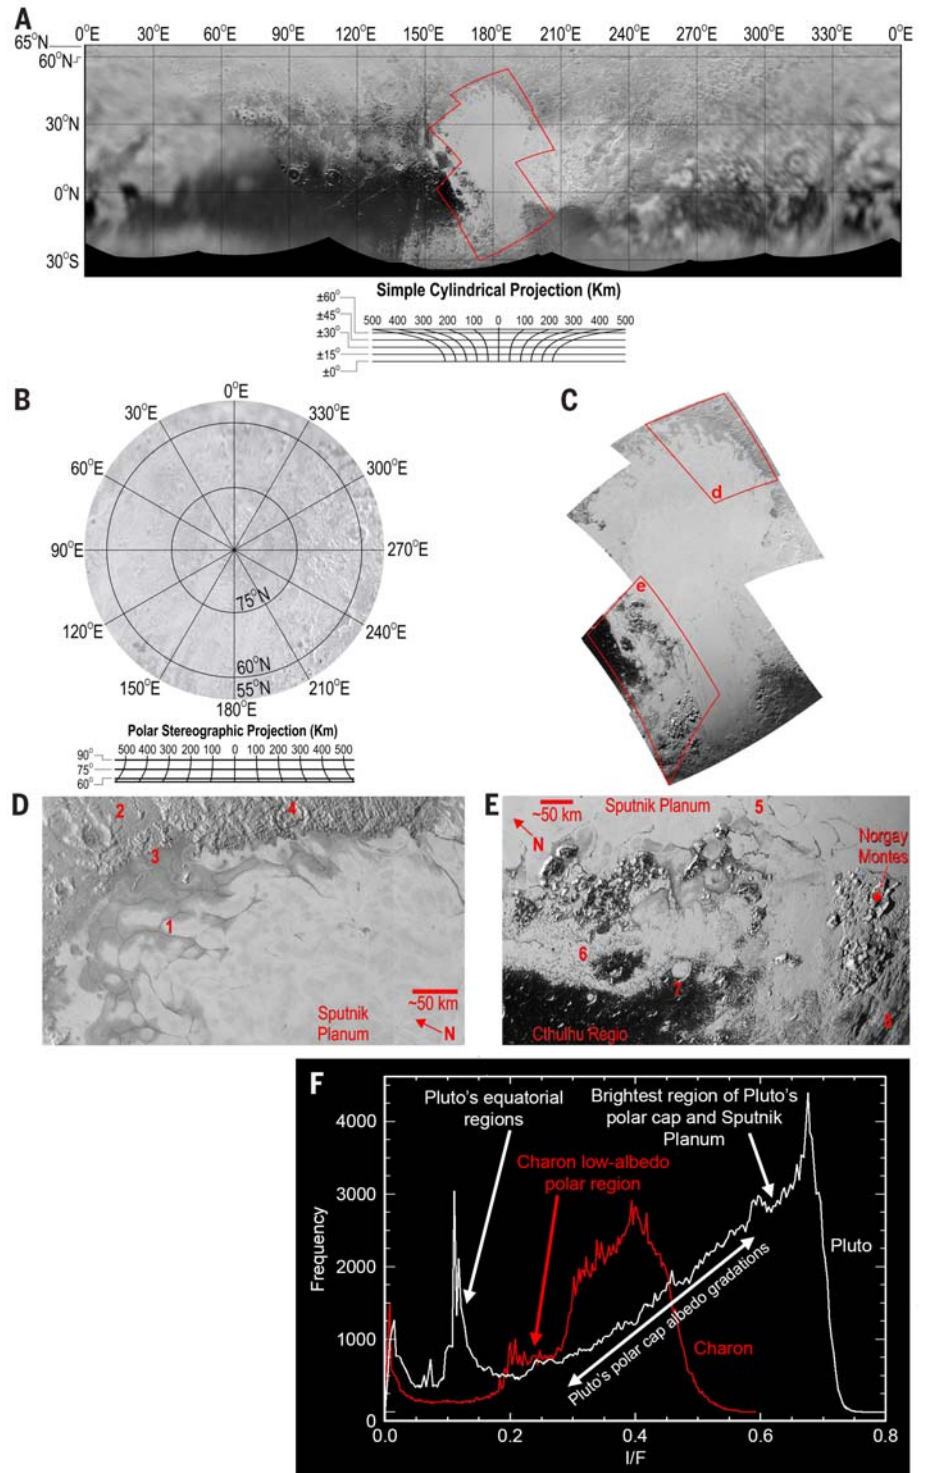 A
0°E 30°E 60°E 90°E 120°E 150°E 180°E 210°E 240°E 270°E 300°E 330°E 0°E
65°N
60°N
30°N
0°N
30°S
Simple Cylindrical Projection (Km)
500 400 300 200 100 0 100 200 300 400 500
±60°
±45°
±30°
±15°
±0°
B
0°E
30°E
330°E
60°E
300°E
90°E
270°E
120°E
240°E
150°E
210°E
180°E
75°N
60°N
55°N
Polar Stereographic Projection (Km)
500 400 300 200 100 0 100 200 300 400 500
90°
75°
60°
C
d
e
D
2
4
3
1
Sputnik
Planum
~50 km
N
E
~50 km
N
Sputnik Planum
5
Norgay
Montes
6
7
8
Cthulhu Regio
F
Pluto's equatorial
regions
Brightest region of Pluto's
polar cap and Sputnik
Planum
Charon low-albedo
polar region
Pluto
Pluto's polar cap albedo gradations
Charon
Frequency
4000
3000
2000
1000
0
0.0 0.2 0.4 0.6 0.8
I/F